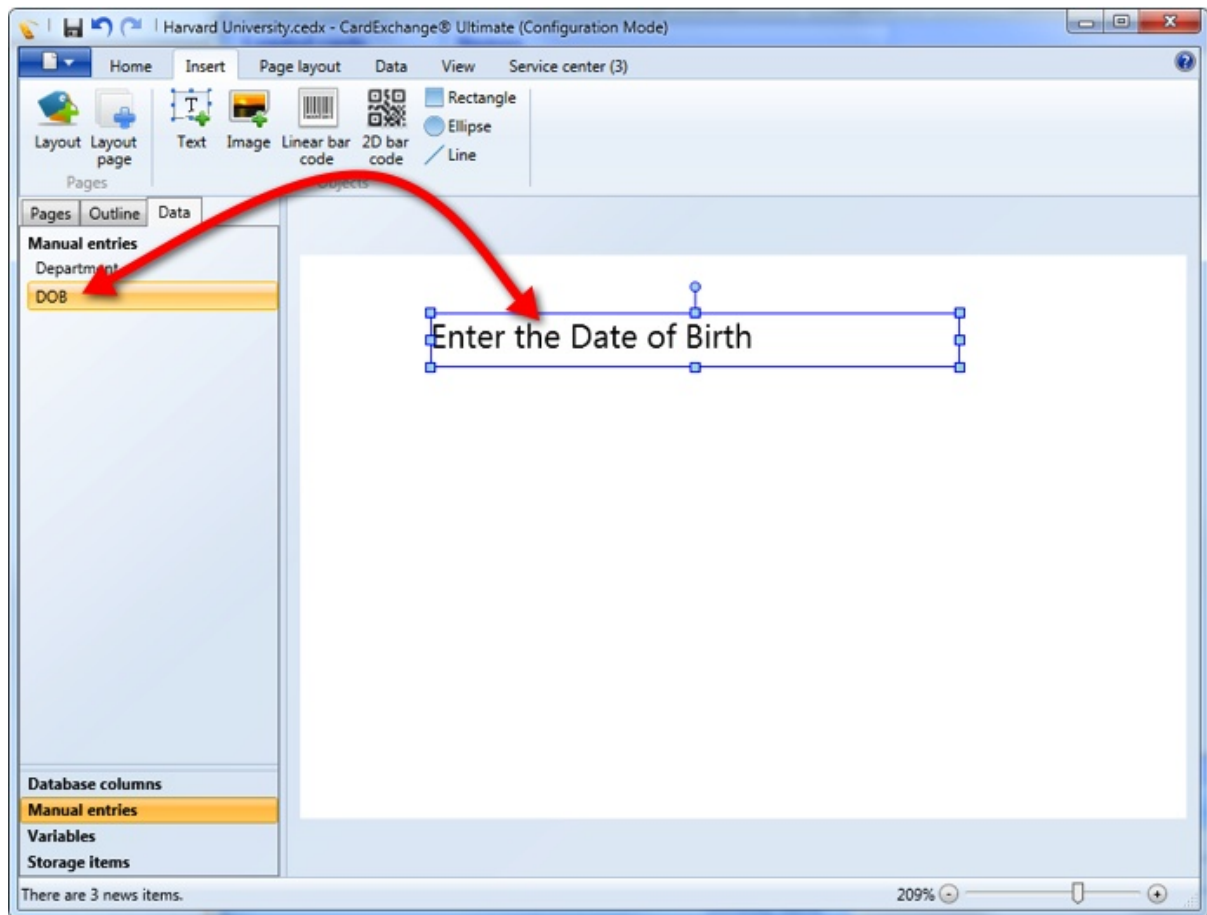 Harvard University.cedx - CardExchange® Ultimate (Configuration Mode)
Home Insert Page layout Data View Service center (3)
Layout Layout page Text Image Linear bar code 2D bar code
Rectangle
Ellipse
Line
Pages Objects
Pages Outline Data
Manual entries
Department
DOB
Enter the Date of Birth
Database columns
Manual entries
Variables
Storage items
There are 3 news items. 209%